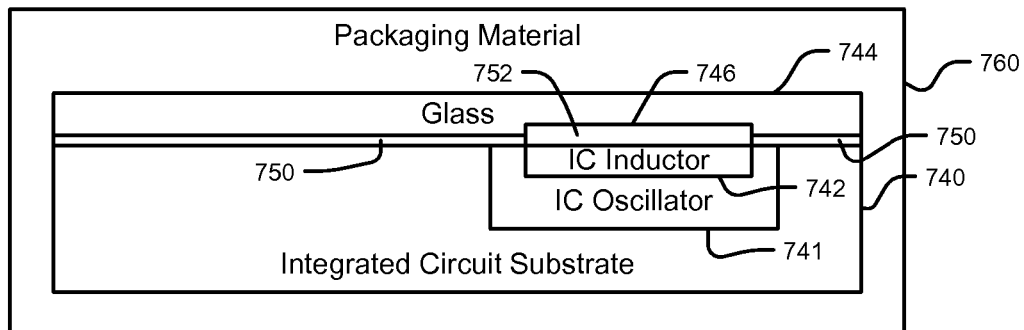 Packaging Material
744
752
746
760
Glass
750
750
IC Inductor
742
740
IC Oscillator
741
Integrated Circuit Substrate